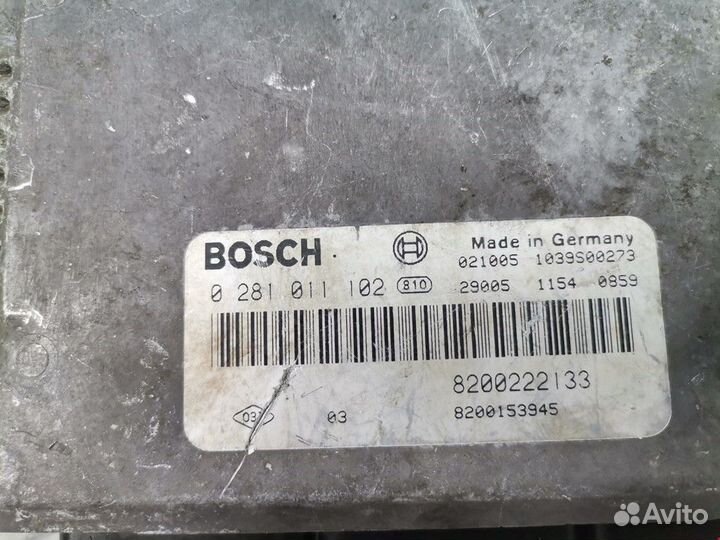 BOSCH
Made in Germany
021005 1039S00273
0 281 011 102 810 29005 1154 0859
8200222133
03 8200153945
Avito